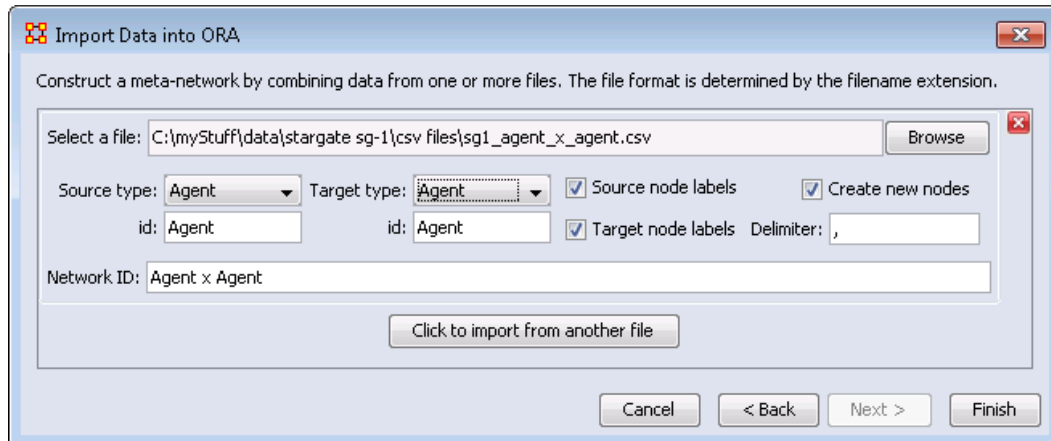 Import Data into ORA
Construct a meta-network by combining data from one or more files. The file format is determined by the filename extension.
Select a file: C:\myStuff\data\stargate sg-1\csv files\sg1_agent_x_agent.csv Browse
Source type: Agent Target type: Agent Source node labels Create new nodes
id: Agent id: Agent Target node labels Delimiter: ,
Network ID: Agent x Agent
Click to import from another file
Cancel < Back Next > Finish